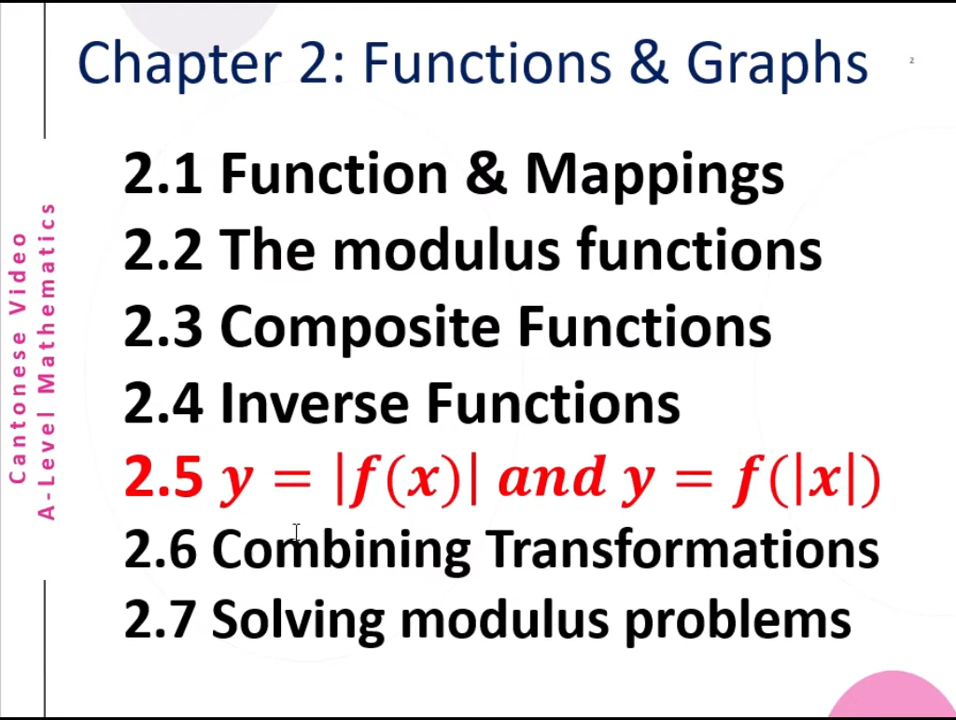 Chapter 2: Functions & Graphs
2
2.1 Function & Mappings
2.2 The modulus functions
2.3 Composite Functions
2.4 Inverse Functions
2.5 y = |f(x)| and y = f(|x|)
2.6 Combining Transformations
2.7 Solving modulus problems
Cantonese Video
A-Level Mathematics